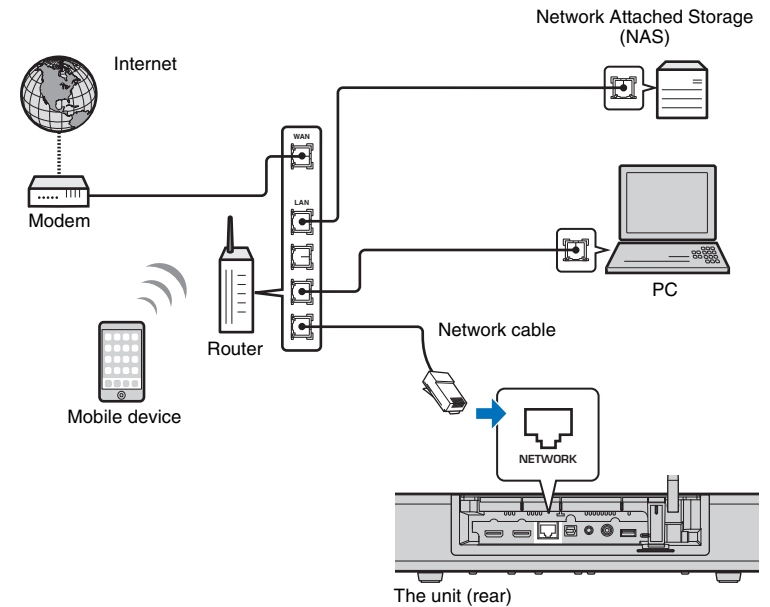 Network Attached Storage
(NAS)
Internet
WAN
LAN
Modem
PC
Router
Network cable
Mobile device
NETWORK
The unit (rear)